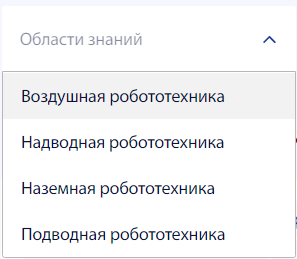 Области знаний
Воздушная робототехника
Надводная робототехника
Наземная робототехника
Подводная робототехника